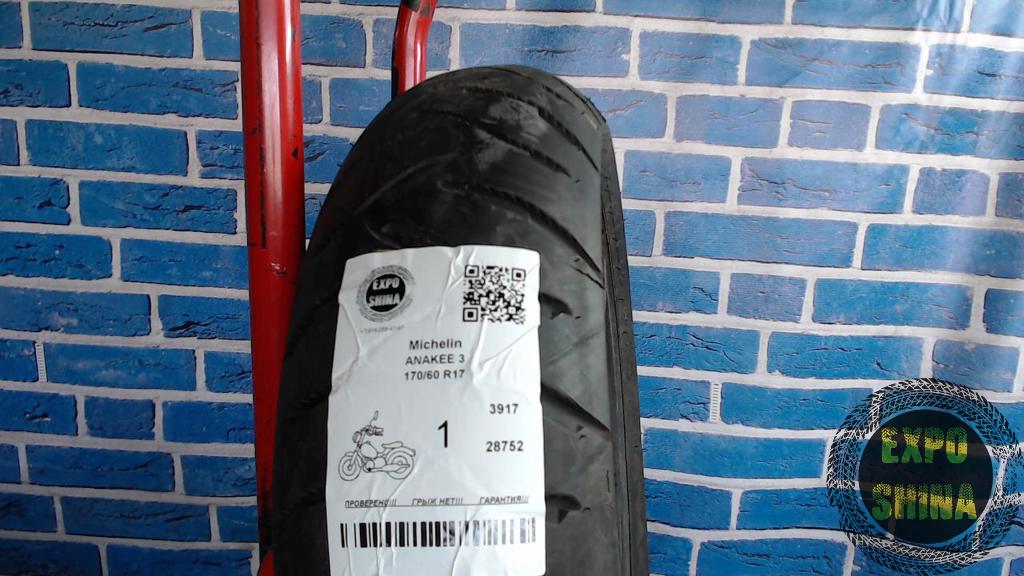 EXPO
SHINA
Michelin
ANAKEE 3
170/60 R17
3917
1
28752
ПРОВЕРЕНО!!! ГРЫЖ НЕТ!!! ГАРАНТИЯ!!!
EXPO
SHINA